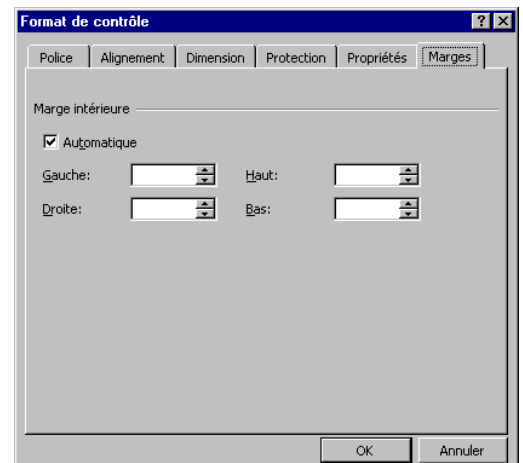 Format de contrôle
Police Alignement Dimension Protection Propriétés Marges
Marge intérieure
Automatique
Gauche: Haut:
Droite: Bas:
OK Annuler